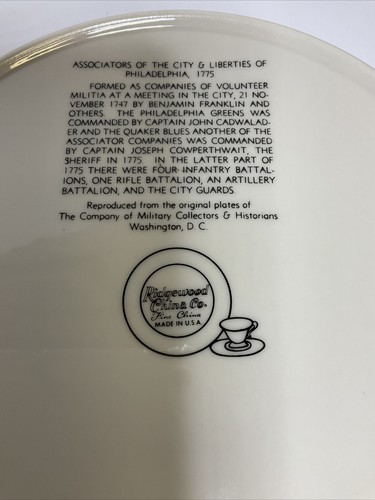 ASSOCIATORS OF THE CITY & LIBERTIES OF
PHILADELPHIA, 1775
FORMED AS COMPANIES OF VOLUNTEER
MILITIA AT A MEETING IN THE CITY, 21 NO-
VEMBER 1747 BY BENJAMIN FRANKLIN AND
OTHERS. THE PHILADELPHIA GREENS WAS
COMMANDED BY CAPTAIN JOHN CADWALAD-
ER AND THE QUAKER BLUES ANOTHER OF THE
ASSOCIATOR COMPANIES WAS COMMANDED
BY CAPTAIN JOSEPH COWPERTHWAIT, THE
SHERIFF IN 1775. IN THE LATTER PART OF
1775 THERE WERE FOUR INFANTRY BATTAL-
IONS, ONE RIFLE BATTALION, AN ARTILLERY
BATTALION, AND THE CITY GUARDS.
Reproduced from the original plates of
The Company of Military Collectors & Historians
Washington, D.C.
Ridgewood
China Co.
Fine China
MADE IN U.S.A